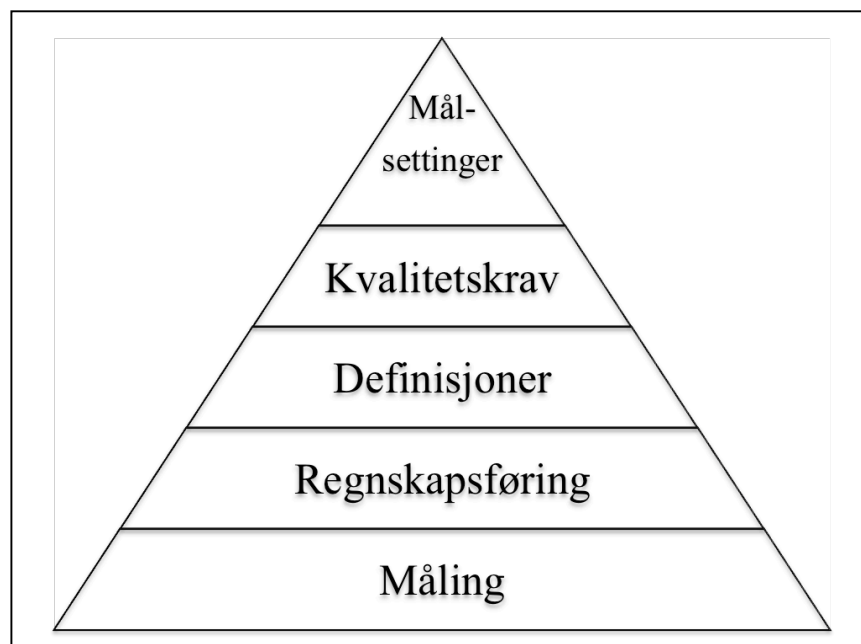 Mål-
settinger
Kvalitetskrav
Definisjoner
Regnskapsføring
Måling